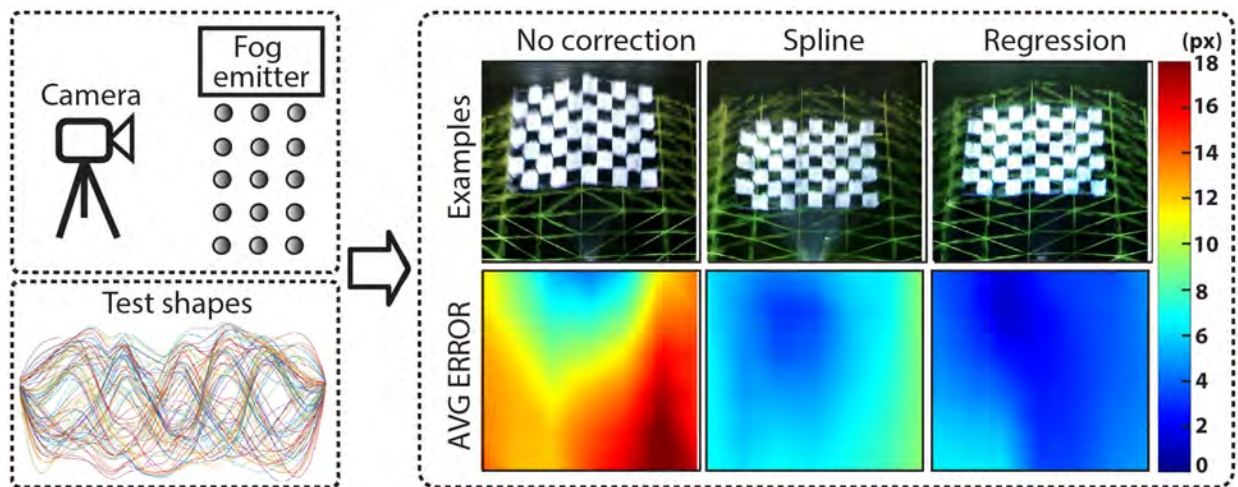 Fog
emitter
Camera
Test shapes
No correction
Spline
Regression
(px)
Examples
AVG ERROR
18
16
14
12
10
8
6
4
2
0